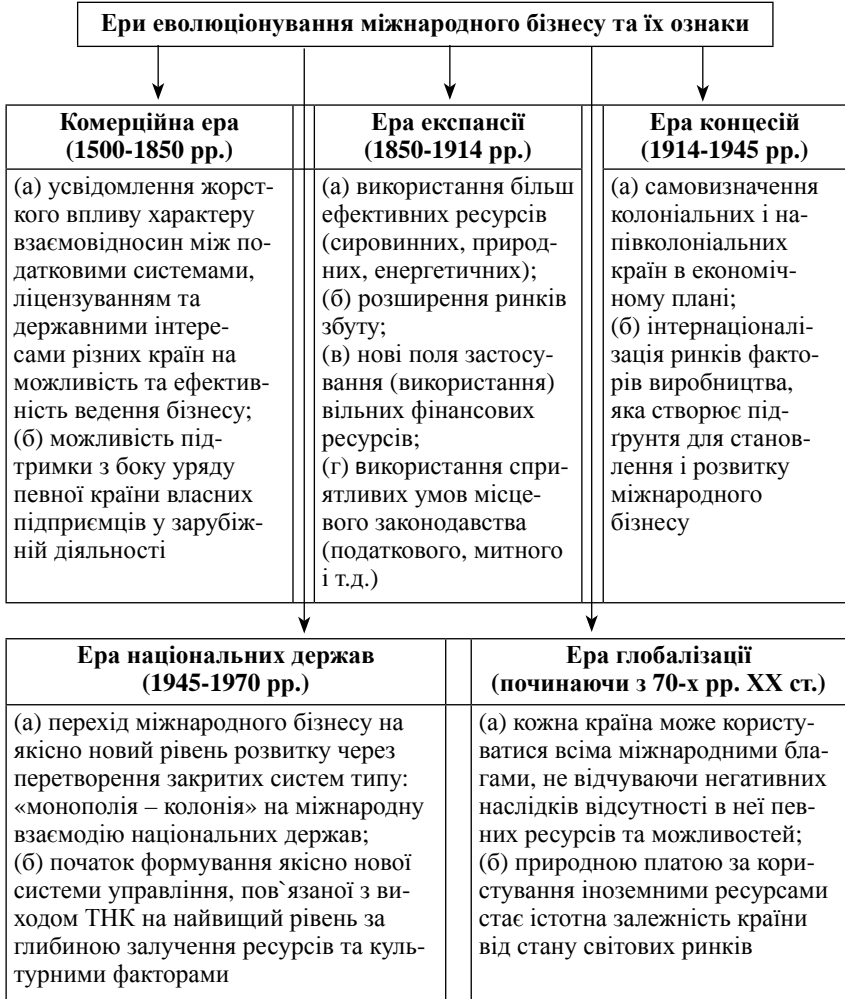 Ери еволюціонування міжнародного бізнесу та їх ознаки
Комерційна ера
(1500-1850 рр.)
(а) усвідомлення жорст-
кого впливу характеру
взаємовідносин між по-
датковими системами,
ліцензуванням та
державними інтере-
сами різних країн на
можливість та ефектив-
ність ведення бізнесу;
(б) можливість під-
тримки з боку уряду
певної країни власних
підприємців у зарубіж-
ній діяльності
Ера експансії
(1850-1914 рр.)
(а) використання більш
ефективних ресурсів
(сировинних, природ-
них, енергетичних);
(б) розширення ринків
збуту;
(в) нові поля застосу-
вання (використання)
вільних фінансових
ресурсів;
(г) використання спри-
ятливих умов місце-
вого законодавства
(податкового, митного
і т.д.)
Ера концесій
(1914-1945 рр.)
(а) самовизначення
колоніальних і на-
півколоніальних
країн в економіч-
ному плані;
(б) інтернаціоналі-
зація ринків факто-
рів виробництва,
яка створює під-
ґрунтя для станов-
лення і розвитку
міжнародного
бізнесу
Ера національних держав
(1945-1970 рр.)
(а) перехід міжнародного бізнесу на
якісно новий рівень розвитку через
перетворення закритих систем типу:
«монополія – колонія» на міжнародну
взаємодію національних держав;
(б) початок формування якісно нової
системи управління, пов`язаної з ви-
ходом ТНК на найвищий рівень за
глибиною залучення ресурсів та куль-
турними факторами
Ера глобалізації
(починаючи з 70-х рр. XX ст.)
(а) кожна країна може користу-
ватися всіма міжнародними бла-
гами, не відчуваючи негативних
наслідків відсутності в неї пев-
них ресурсів та можливостей;
(б) природною платою за кори-
стування іноземними ресурсами
стає істотна залежність країни
від стану світових ринків